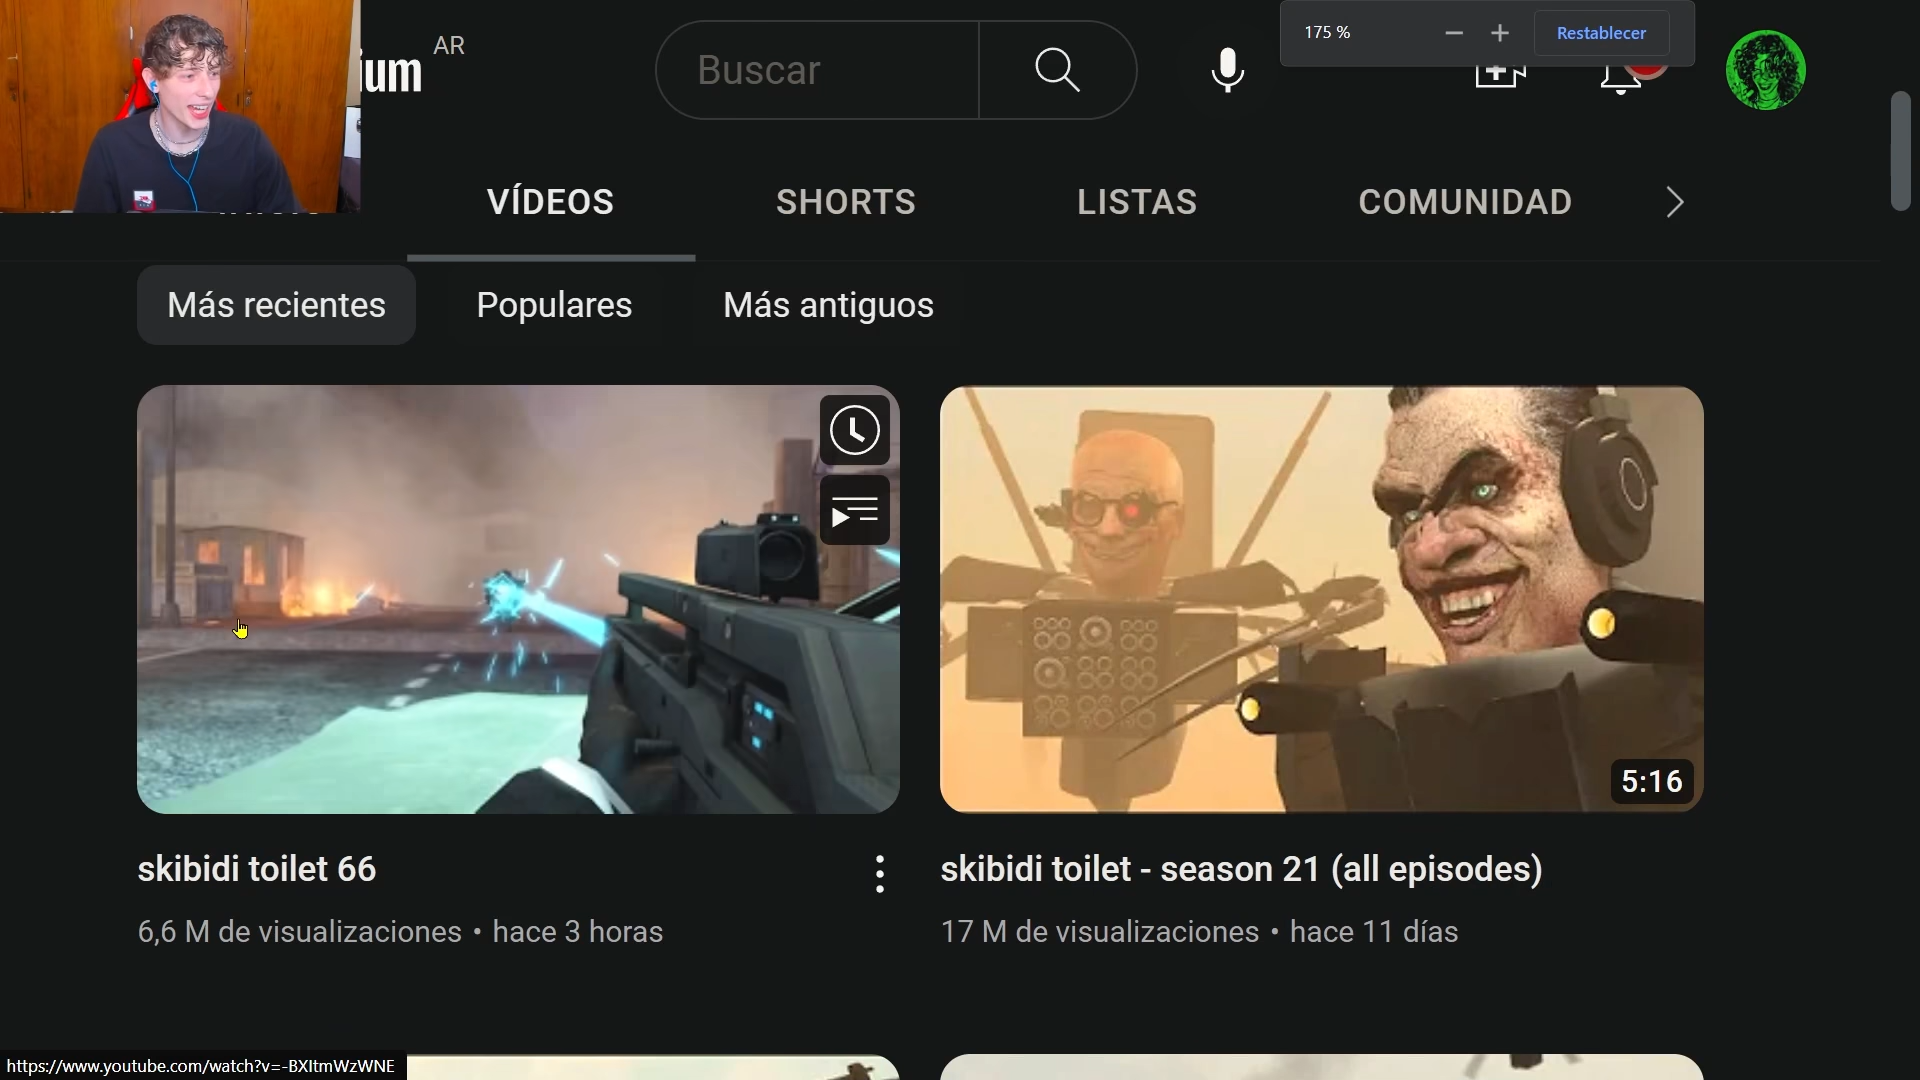 ium AR
Buscar
175 %
Restablecer
VÍDEOS
SHORTS
LISTAS
COMUNIDAD
Más recientes
Populares
Más antiguos
5:16
skibidi toilet 66
6,6 M de visualizaciones • hace 3 horas
skibidi toilet - season 21 (all episodes)
17 M de visualizaciones • hace 11 días
https://www.youtube.com/watch?v=-BXItmWzWNE